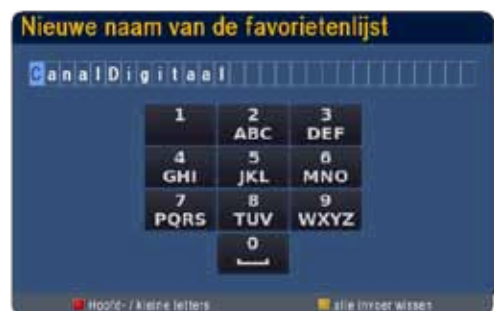 Nieuwe naam van de favorietenlijst
CanalDigitaal
1 2 3
ABC DEF
4 5 6
GHI JKL MNO
7 8 9
PQRS TUV WXYZ
0
Hoofd- / kleine letters alle invoer wissen